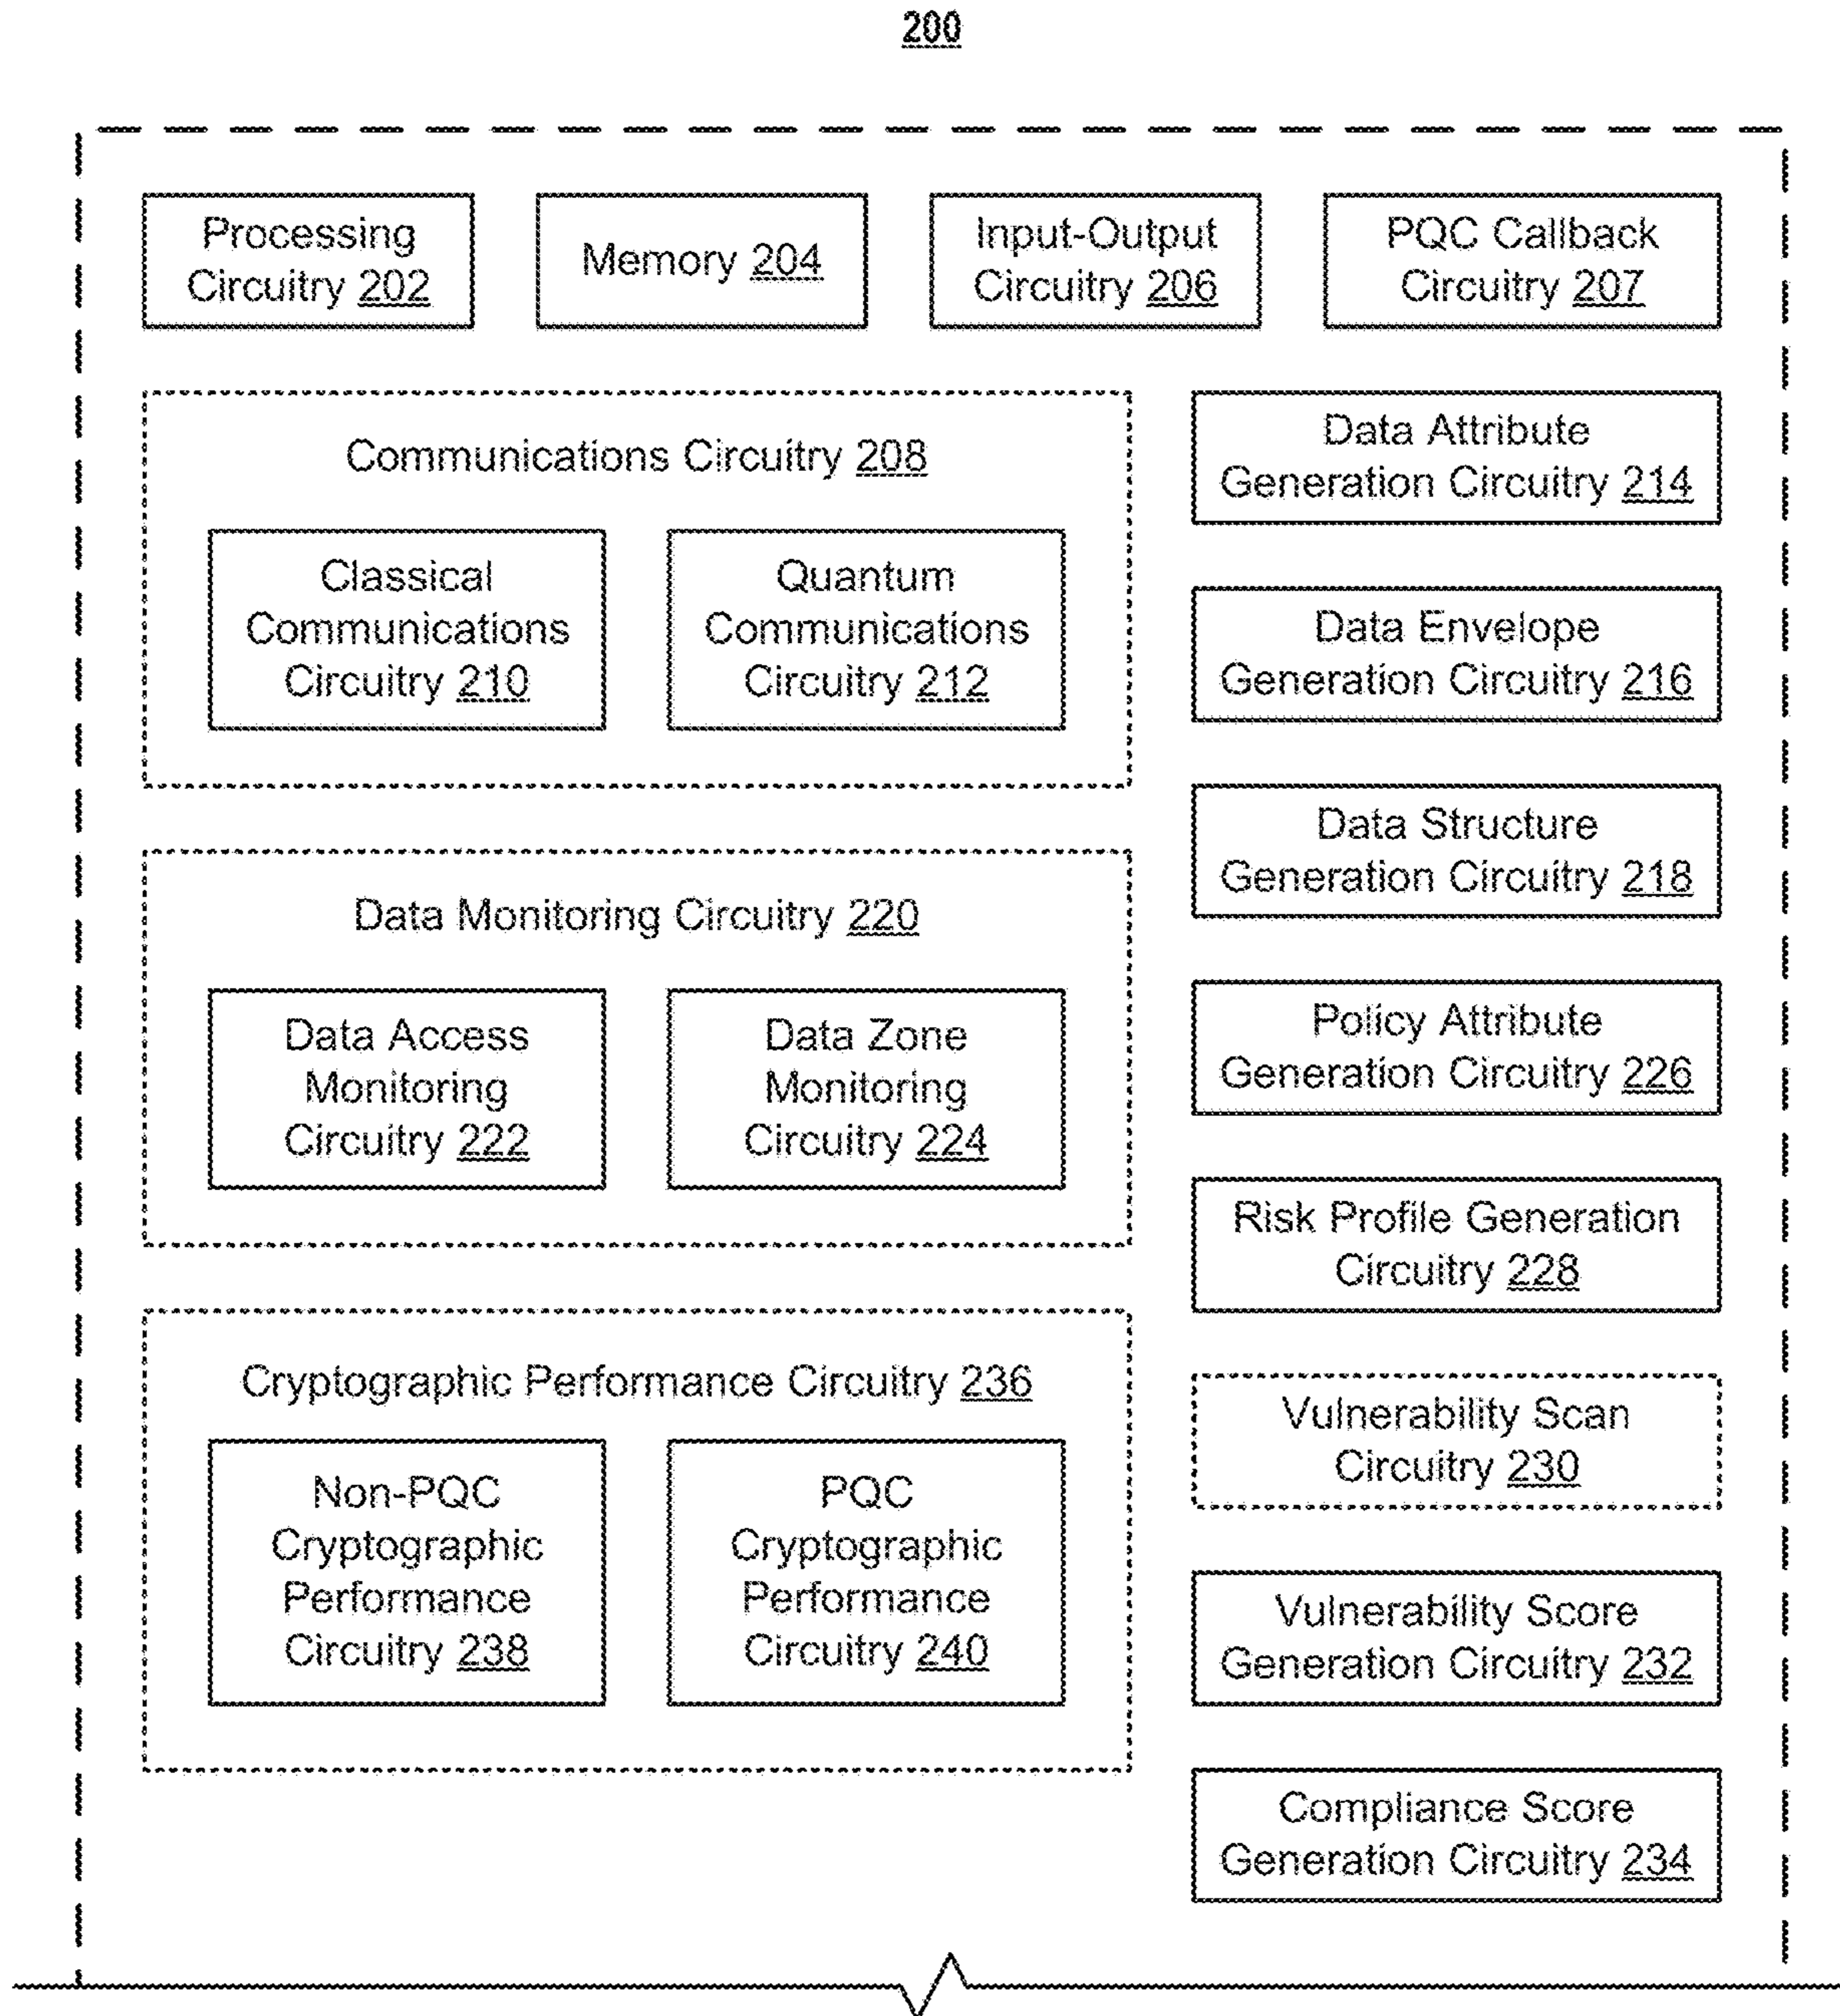 200
Processing
Circuitry 202
Memory 204
Input-Output
Circuitry 206
PQC Callback
Circuitry 207
Communications Circuitry 208
Classical
Communications
Circuitry 210
Quantum
Communications
Circuitry 212
Data Monitoring Circuitry 220
Data Access
Monitoring
Circuitry 222
Data Zone
Monitoring
Circuitry 224
Cryptographic Performance Circuitry 236
Non-PQC
Cryptographic
Performance
Circuitry 238
PQC
Cryptographic
Performance
Circuitry 240
Data Attribute
Generation Circuitry 214
Data Envelope
Generation Circuitry 216
Data Structure
Generation Circuitry 218
Policy Attribute
Generation Circuitry 226
Risk Profile Generation
Circuitry 228
Vulnerability Scan
Circuitry 230
Vulnerability Score
Generation Circuitry 232
Compliance Score
Generation Circuitry 234